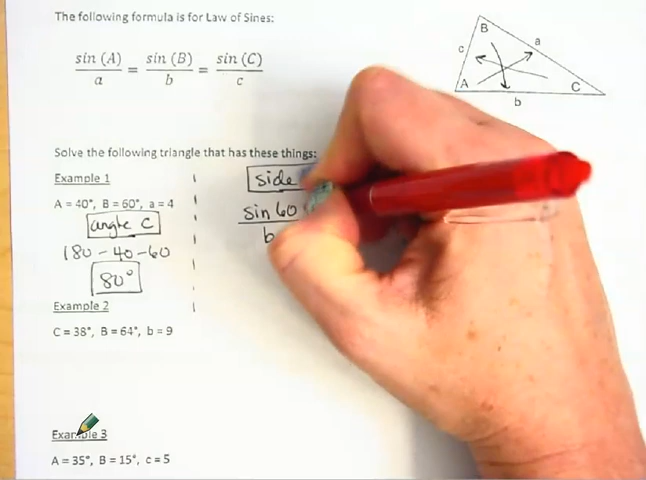 The following formula is for Law of Sines:
sin (A) / a = sin (B) / b = sin (C) / c
B
a
c
A
C
b
Solve the following triangle that has these things:
Example 1
A = 40°, B = 60°, a = 4
angle C
180 - 40 - 60
80°
side
sin 60
b
Example 2
C = 38°, B = 64°, b = 9
Example 3
A = 35°, B = 15°, c = 5